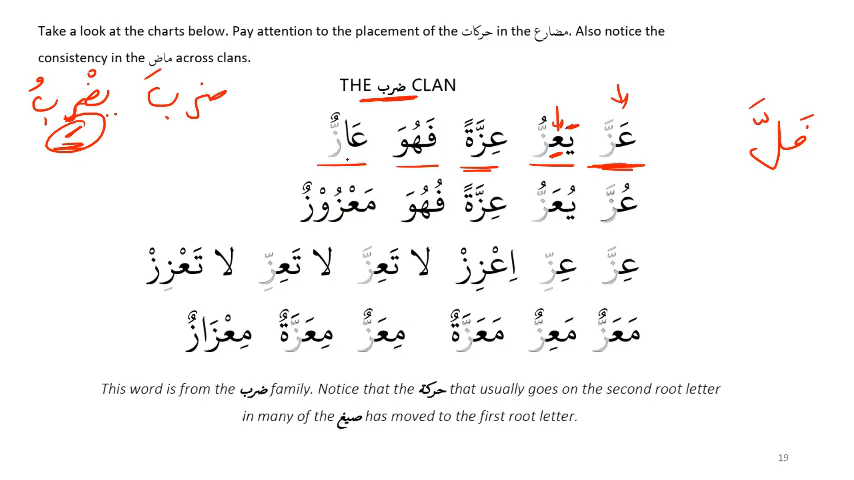 Take a look at the charts below. Pay attention to the placement of the حركات in the مضارع. Also notice the
consistency in the ماض across clans.
THE ضرب CLAN
ضربَ يضْرِبُ
عَزَّ يَعِزُّ عِزَّةً فَهُوَ عَازٌّ
عُزَّ يُعَزُّ عِزَّةً فُهُوَ مَعْزُوْزٌ
عِزَّ عِزِّ اِعْزِزْ لا تَعِزَّ لا تَعِزِّ لا تَعْزِزْ
مَعَزٌّ مَعِزٌّ مَعَزَّةٌ مِعَزٌّ مِعَزَّةٌ مِعْزَازٌ
This word is from the ضرب family. Notice that the حركة that usually goes on the second root letter
in many of the صيغ has moved to the first root letter.
19